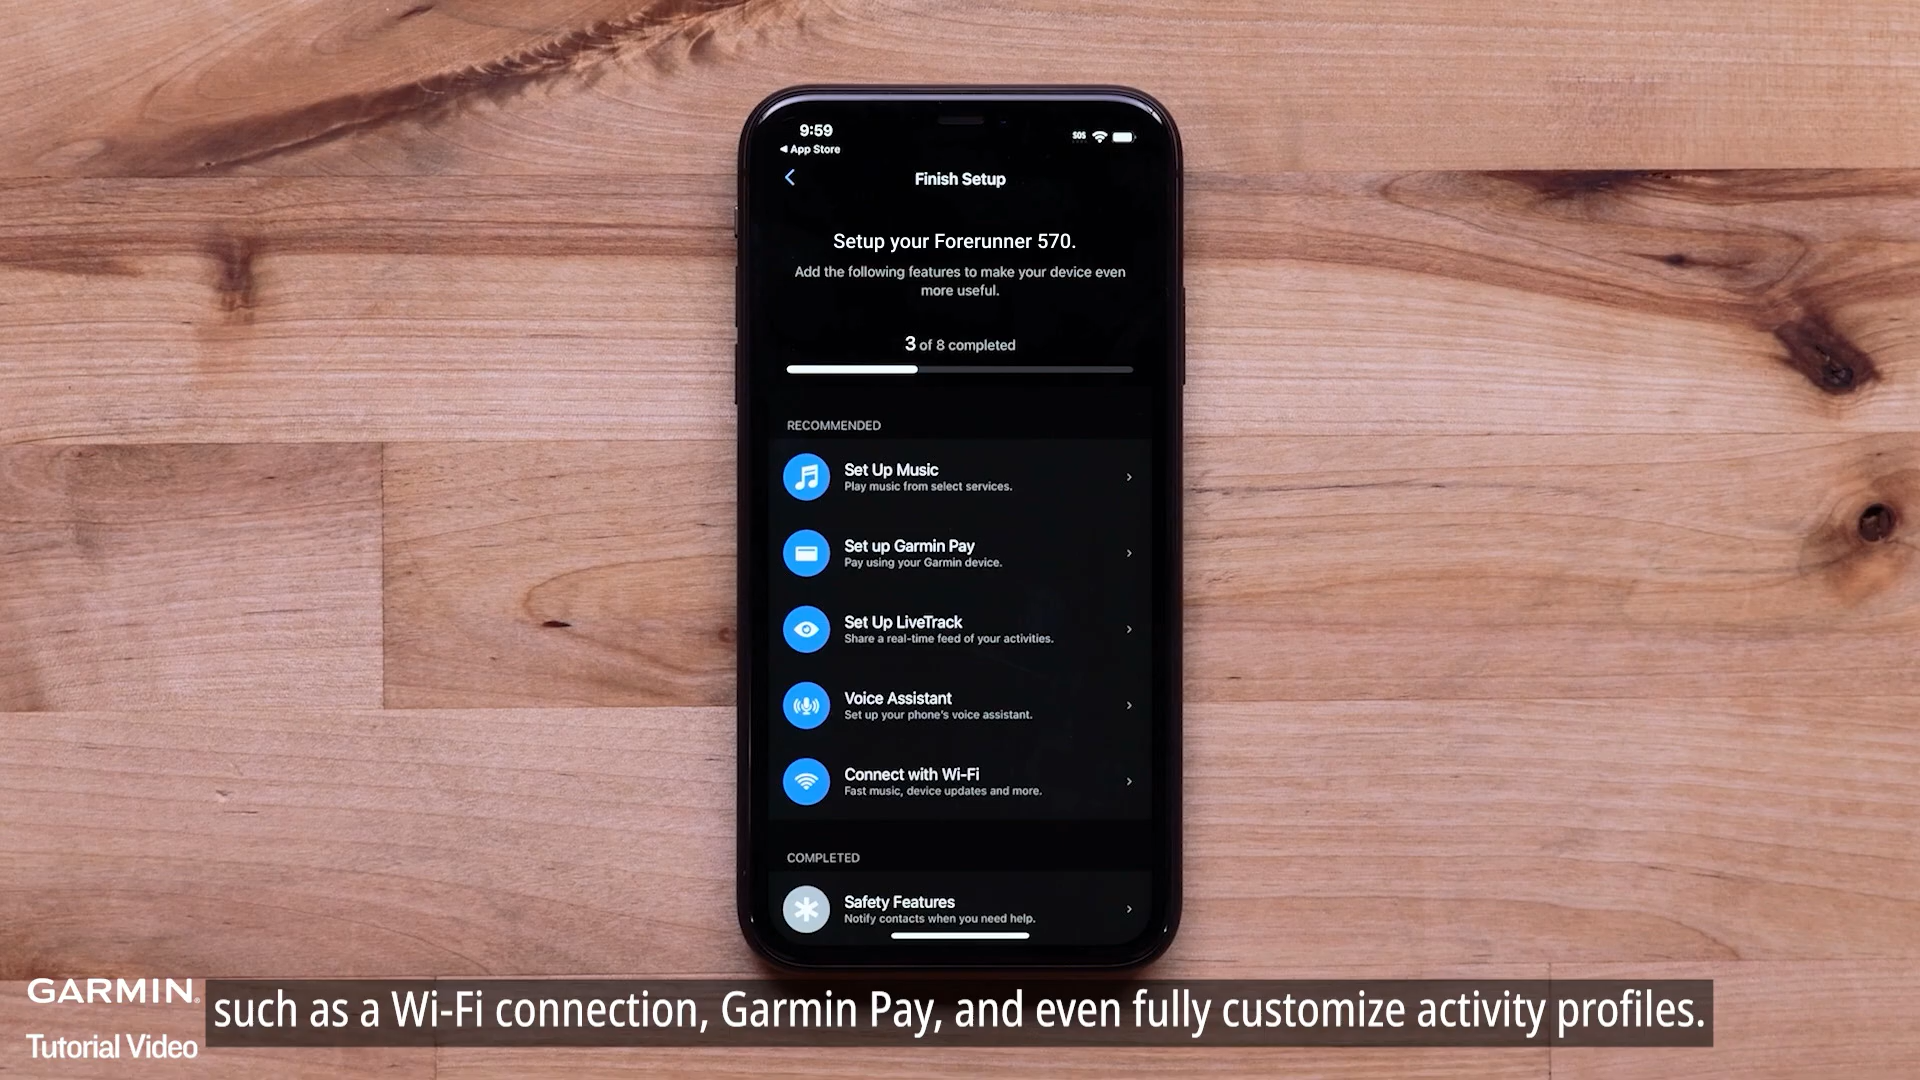 9:59
SOS
◀ App Store
Finish Setup
Setup your Forerunner 570.
Add the following features to make your device even
more useful.
3 of 8 completed
RECOMMENDED
Set Up Music
Play music from select services.
Set up Garmin Pay
Pay using your Garmin device.
Set Up LiveTrack
Share a real-time feed of your activities.
Voice Assistant
Set up your phone's voice assistant.
Connect with Wi-Fi
Fast music, device updates and more.
COMPLETED
Safety Features
Notify contacts when you need help.
GARMIN®
Tutorial Video
such as a Wi-Fi connection, Garmin Pay, and even fully customize activity profiles.